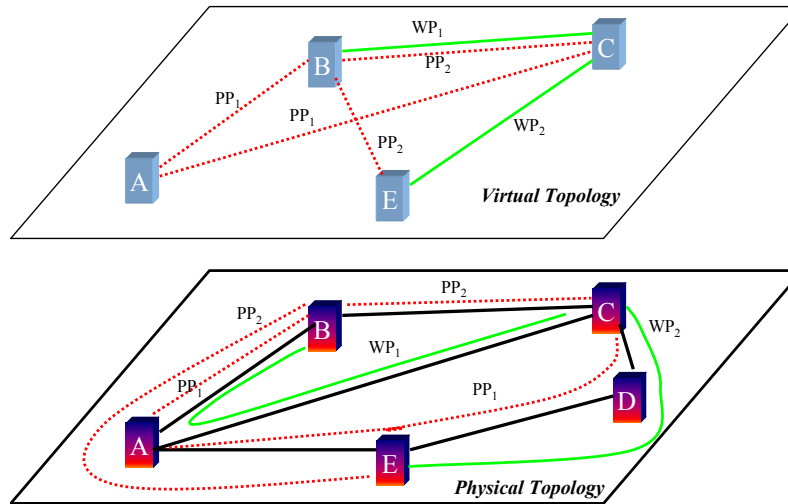 WP₁
B
C
PP₂
PP₁
PP₁
WP₂
PP₂
A
E
Virtual Topology
PP₂
PP₂
B
C
WP₂
WP₁
PP₁
PP₁
D
A
E
Physical Topology